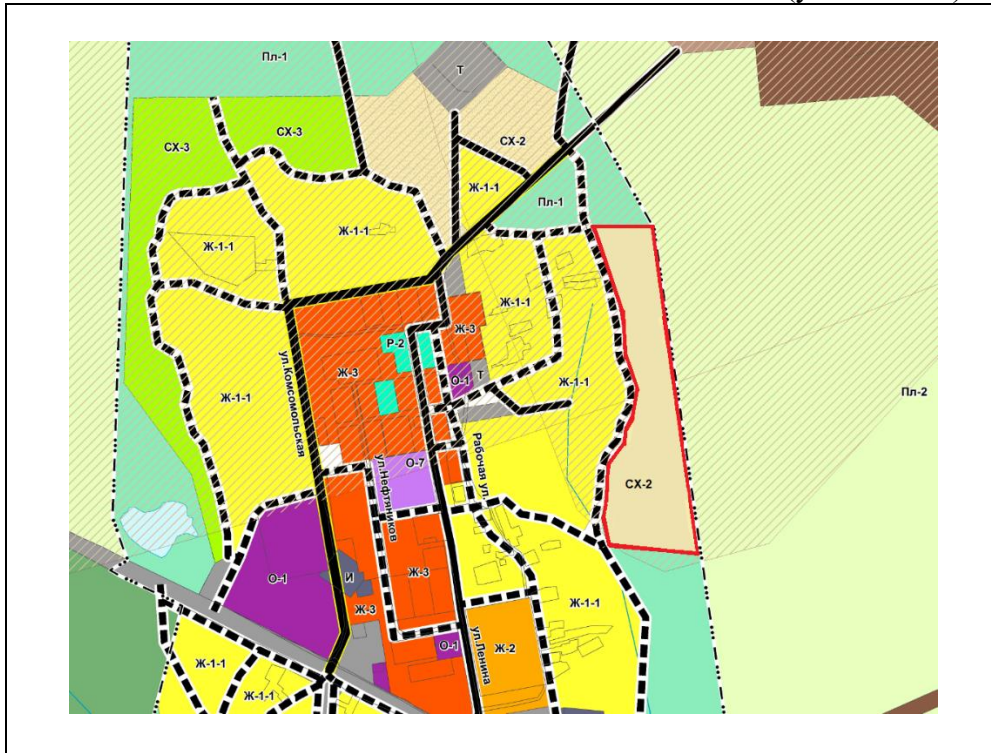 Пл-1
Т
СХ-3
СХ-3
СХ-2
Ж-1-1
Пл-1
Ж-1-1
Ж-1-1
Ж-1-1
Р-2
Ж-3
Ж-3
О-1
Т
Ж-1-1
Пл-2
Ж-1-1
ул.Комсомольская
ул.Нефтяников
О-7
Рабочая ул.
СХ-2
О-1
И
Ж-3
Ж-3
Ж-1-1
О-1
ул.Ленина
Ж-2
Ж-1-1
Ж-1-1